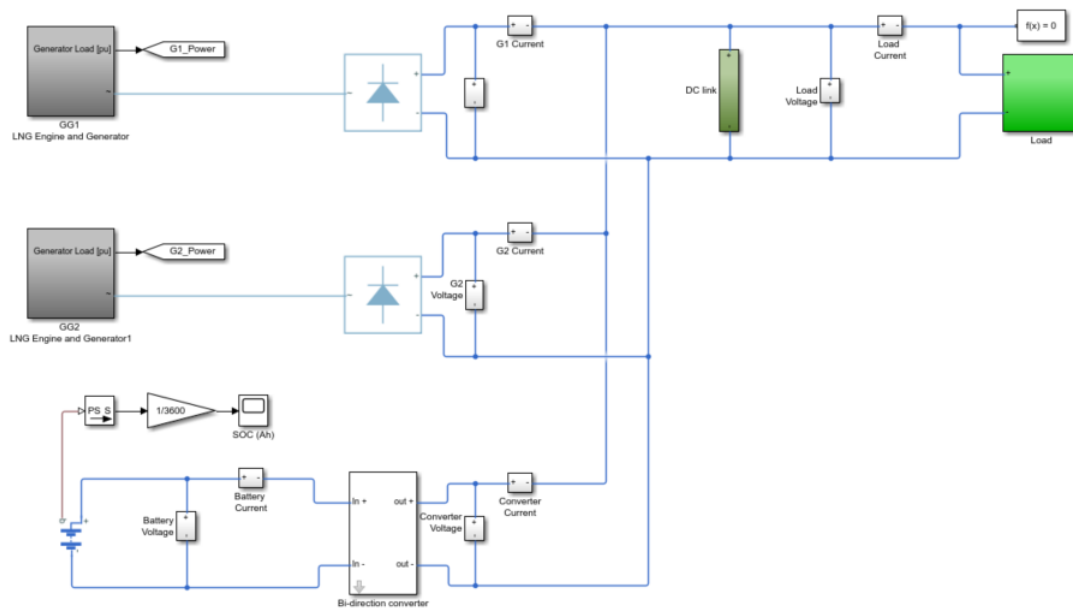 Generator Load [pu]
G1_Power
~
GG1
LNG Engine and Generator
~
+
-
+
-
+ -
G1 Current
DC link
+
-
Load
Voltage
+
-
+ -
Load
Current
f(x) = 0
+
-
Load
Generator Load [pu]
G2_Power
~
GG2
LNG Engine and Generator1
~
+
-
G2
Voltage
+
-
+ -
G2 Current
PS S
1/3600
SOC (Ah)
+
Battery
Voltage
+
-
+ -
Battery
Current
In +
In -
out +
out -
Bi-direction converter
Converter
Voltage
+
-
+ -
Converter
Current